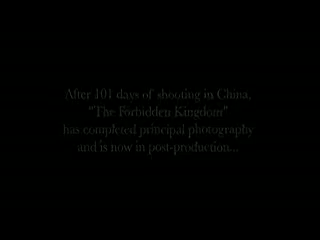 After 101 days of shooting in China,
"The Forbidden Kingdom"
has completed principal photography
and is now in post-production...